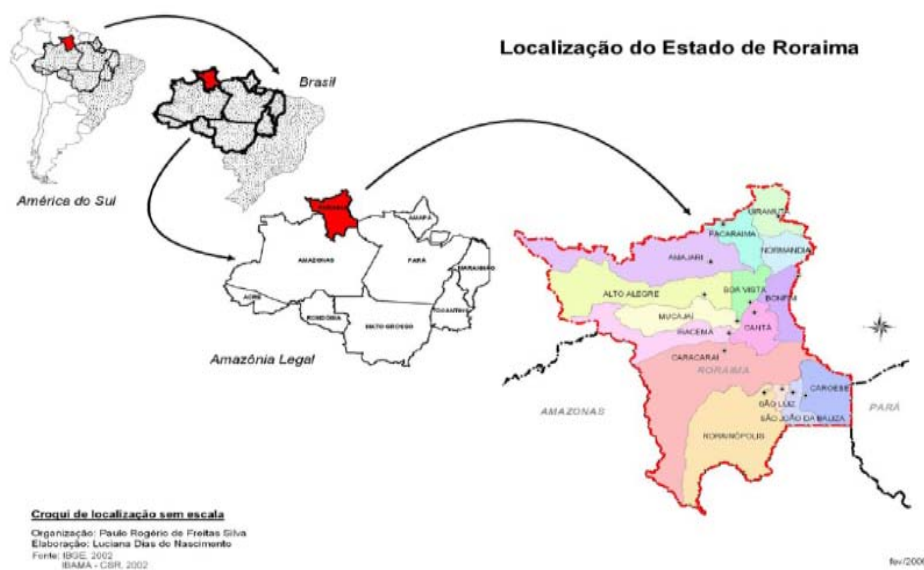 Localização do Estado de Roraima
Brasil
América do Sul
AMAPÁ
AMAZONAS
PARÁ
MARANHÃO
ACRE
RONDONIA
TOCANTINS
MATO GROSSO
Amazônia Legal
UIRAMUTÃ
PACARAIMA
NORMANDIA
AMAJARI
ALTO ALEGRE
BOA VISTA
BONFIM
MUCAJAÍ
CANTÁ
IRACEMA
CARACARAÍ
RORAIMA
CAROEBE
AMAZONAS
SÃO LUIZ
PARÁ
SÃO JOÃO DA BALIZA
RORAINÓPOLIS
Croqui de localização sem escala
Organização: Paulo Rogério de Freitas Silva
Elaboração: Luciana Dias do Nascimento
Fonte: IBGE, 2002
IBAMA - CSR, 2002